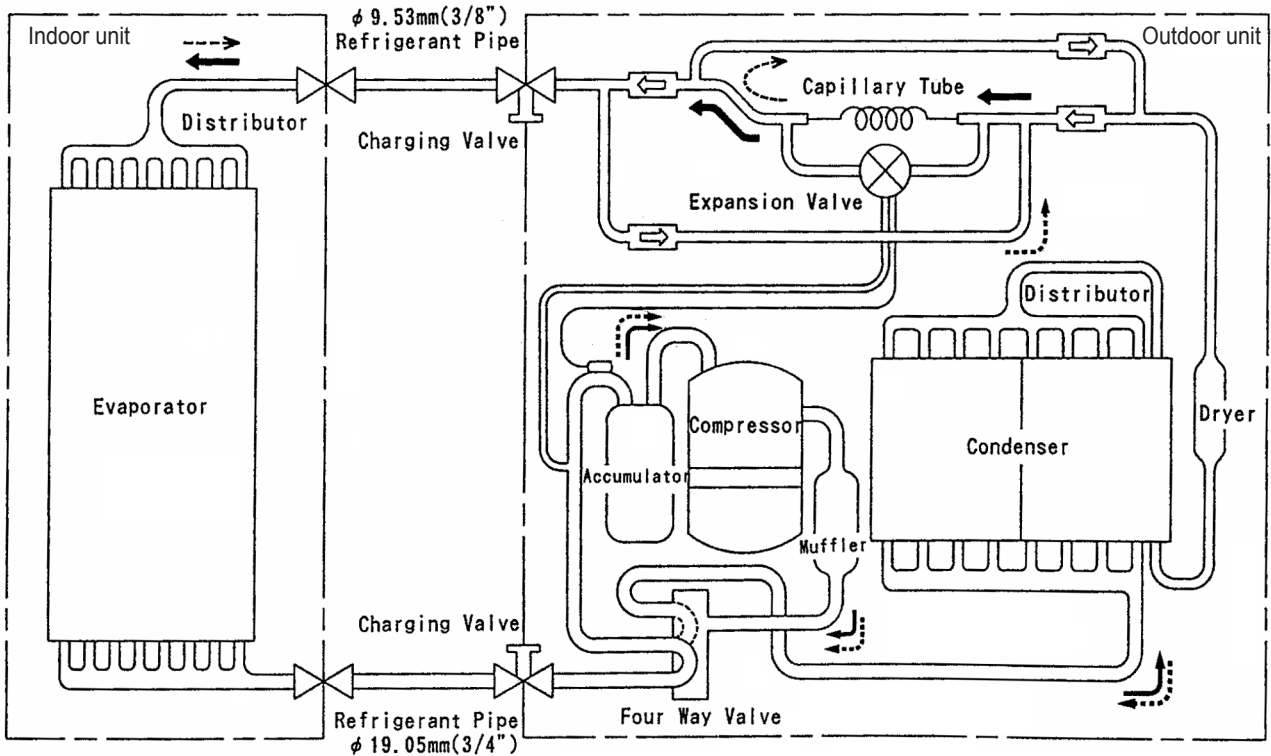 Indoor unit
φ 9.53mm(3/8")
Refrigerant Pipe
Outdoor unit
Distributor
Charging Valve
Capillary Tube
Expansion Valve
Distributor
Evaporator
Accumulator
Compressor
Condenser
Dryer
Muffler
Charging Valve
Four Way Valve
Refrigerant Pipe
φ 19.05mm(3/4")